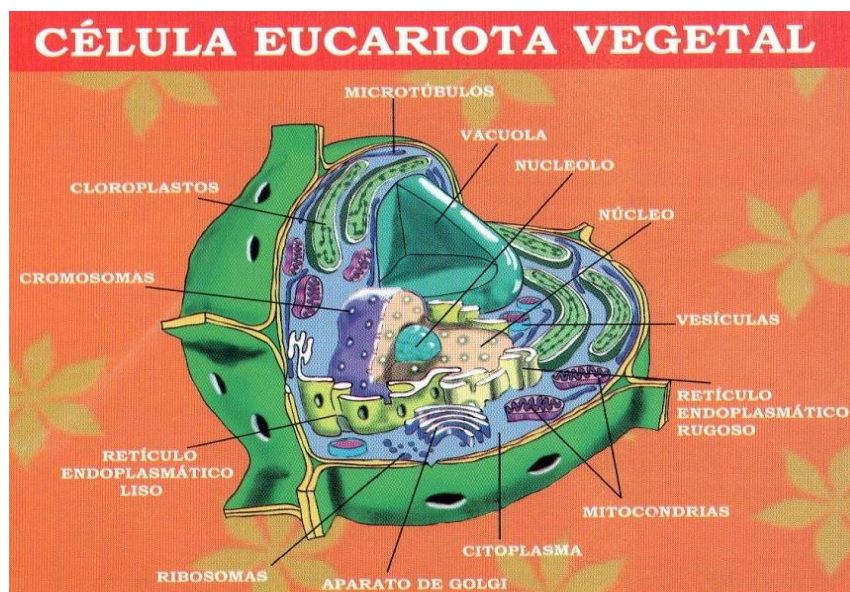 CÉLULA EUCARIOTA VEGETAL
MICROTÚBULOS
VACUOLA
NUCLEOLO
CLOROPLASTOS
NÚCLEO
CROMOSOMAS
VESÍCULAS
RETÍCULO
ENDOPLASMÁTICO
RUGOSO
RETÍCULO
ENDOPLASMÁTICO
LISO
MITOCONDRIAS
CITOPLASMA
RIBOSOMAS
APARATO DE GOLGI